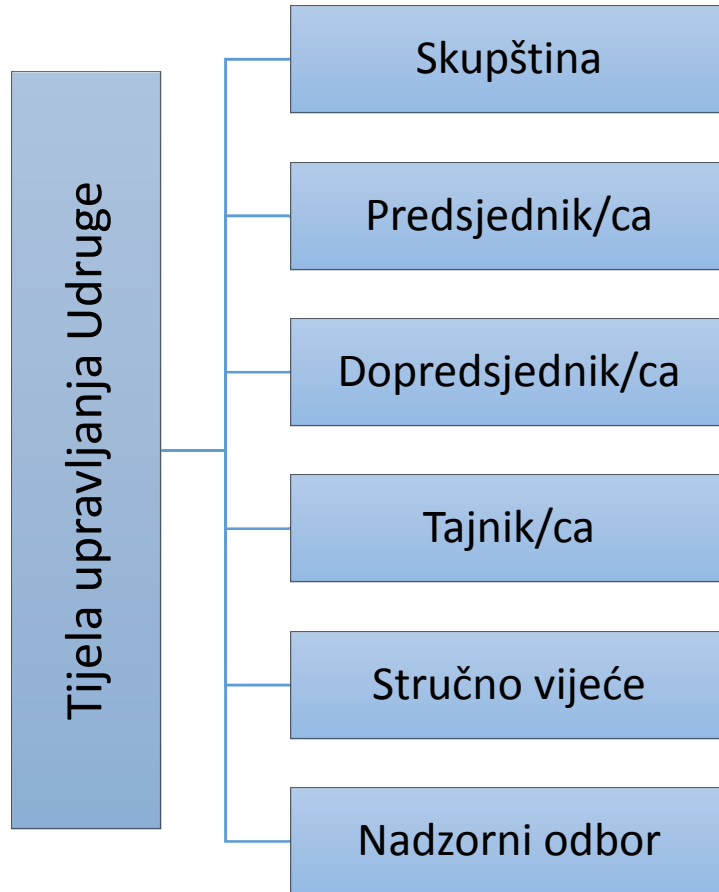 Tijela upravljanja Udruge
Skupština
Predsjednik/ca
Dopredsjednik/ca
Tajnik/ca
Stručno vijeće
Nadzorni odbor